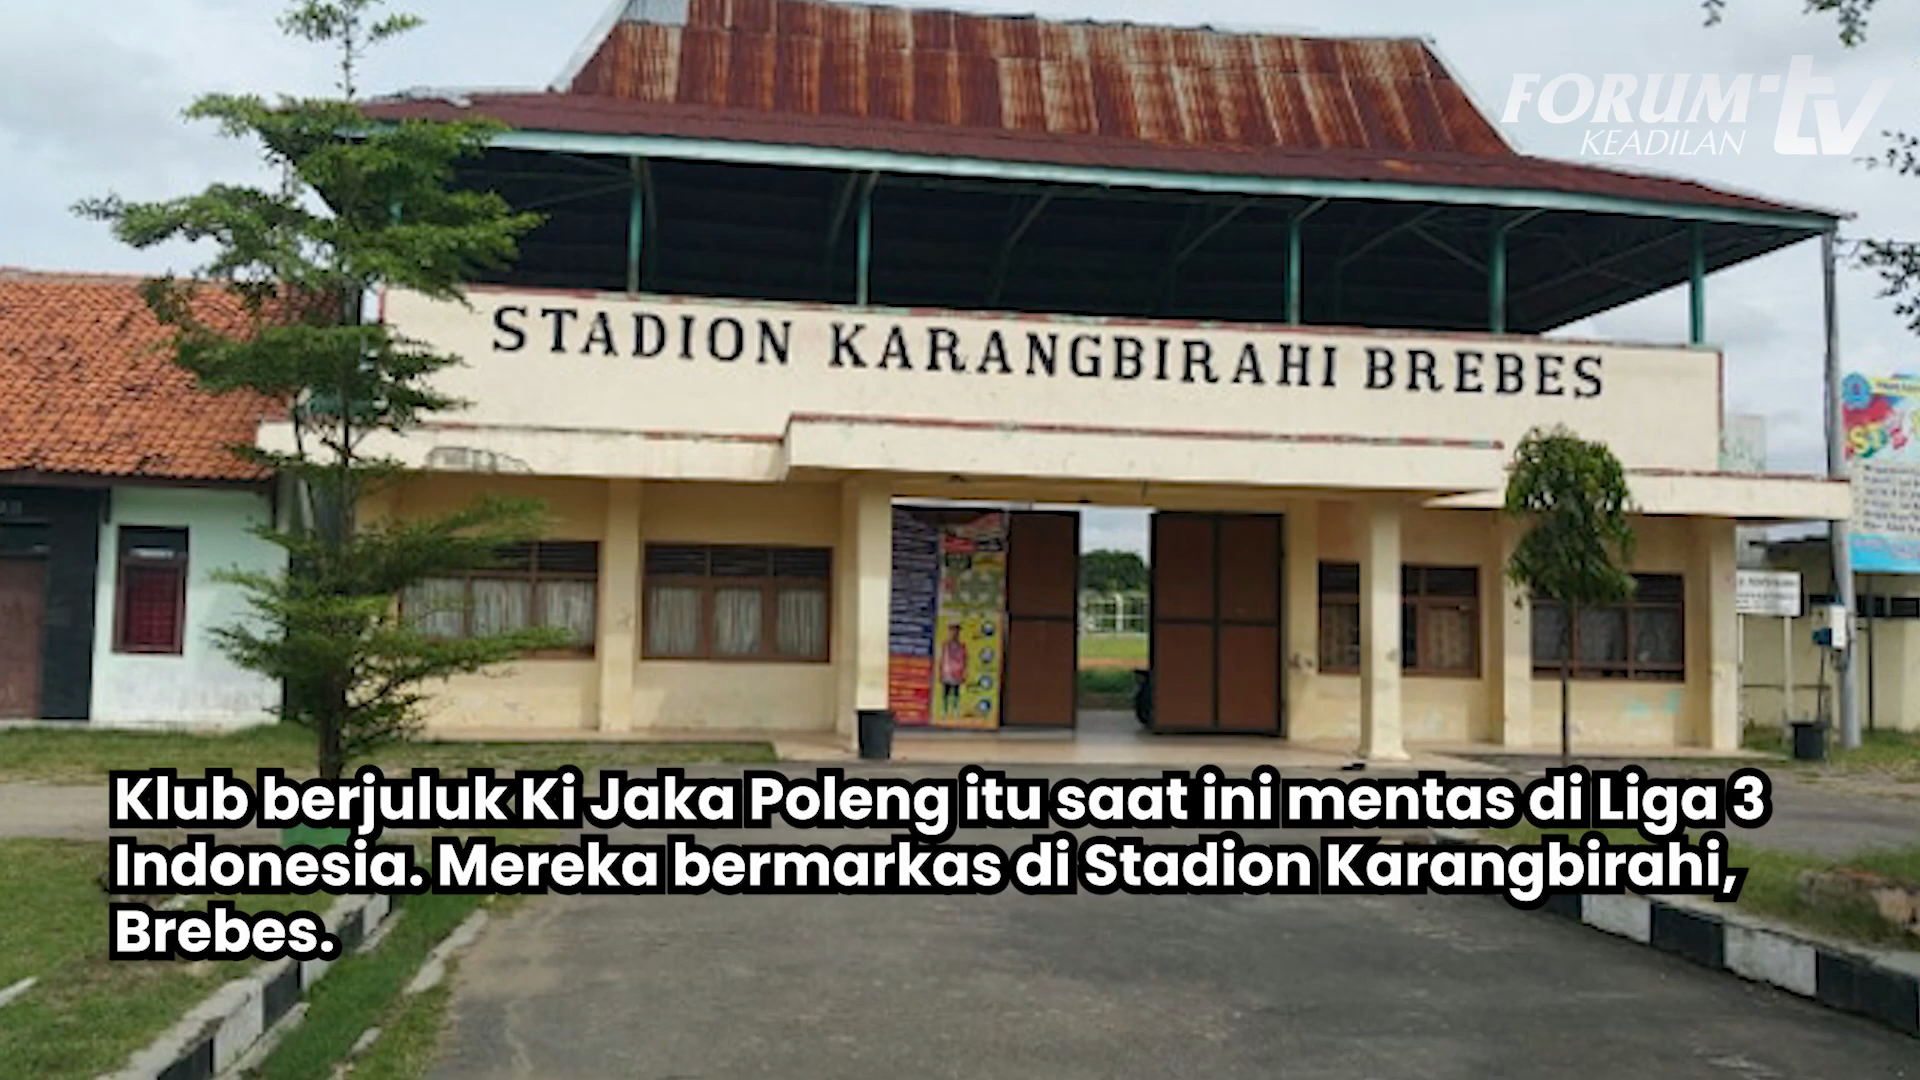 FORUM tv
KEADILAN
STADION KARANGBIRAHI BREBES
Klub berjuluk Ki Jaka Poleng itu saat ini mentas di Liga 3
Indonesia. Mereka bermarkas di Stadion Karangbirahi,
Brebes.